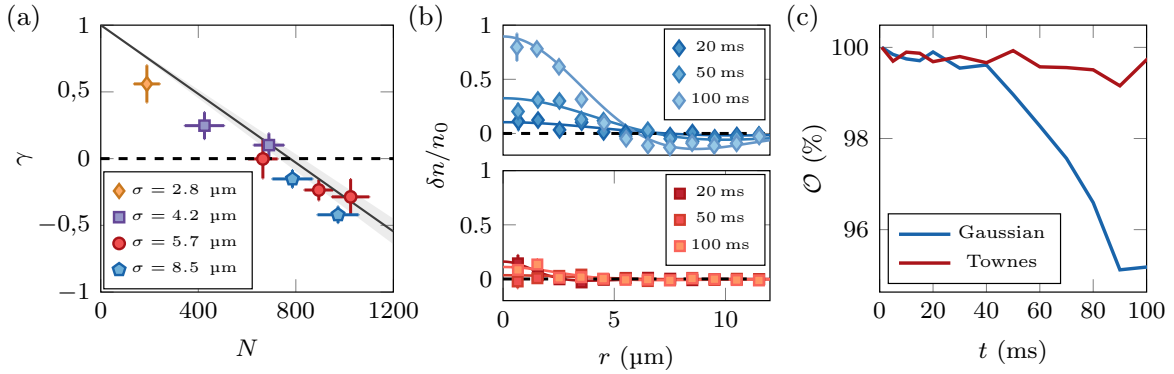 (a)
1
0,5
0
−0,5
−1
γ
σ = 2.8 µm
σ = 4.2 µm
σ = 5.7 µm
σ = 8.5 µm
0 400 800 1200
N
(b)
1
0.5
0
20 ms
50 ms
100 ms
δn/n0
1
0.5
0
20 ms
50 ms
100 ms
0 5 10
r (µm)
(c)
100
98
96
O (%)
Gaussian
Townes
0 20 40 60 80 100
t (ms)